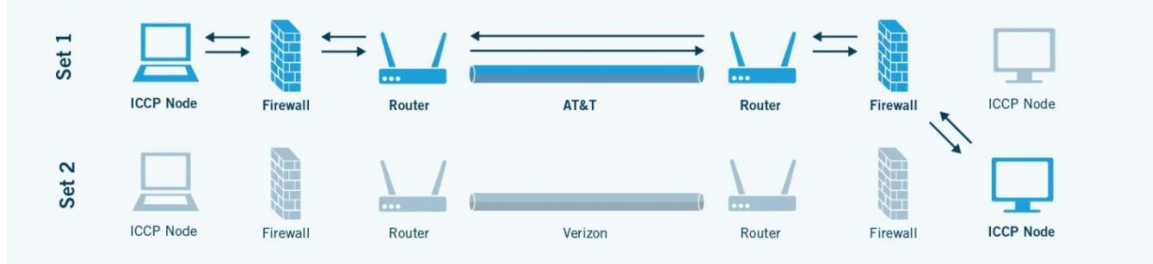 Set 1
ICCP Node
Firewall
Router
AT&T
Router
Firewall
ICCP Node
Set 2
ICCP Node
Firewall
Router
Verizon
Router
Firewall
ICCP Node